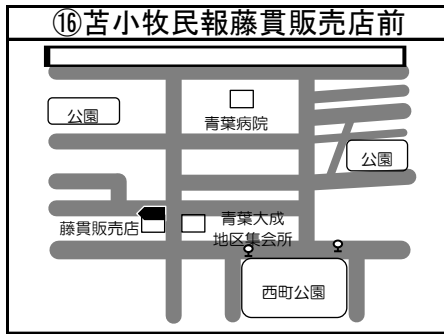 ⑯苫小牧民報藤貫販売店前
公園
青葉病院
公園
藤貫販売店
青葉大成
地区集会所
西町公園